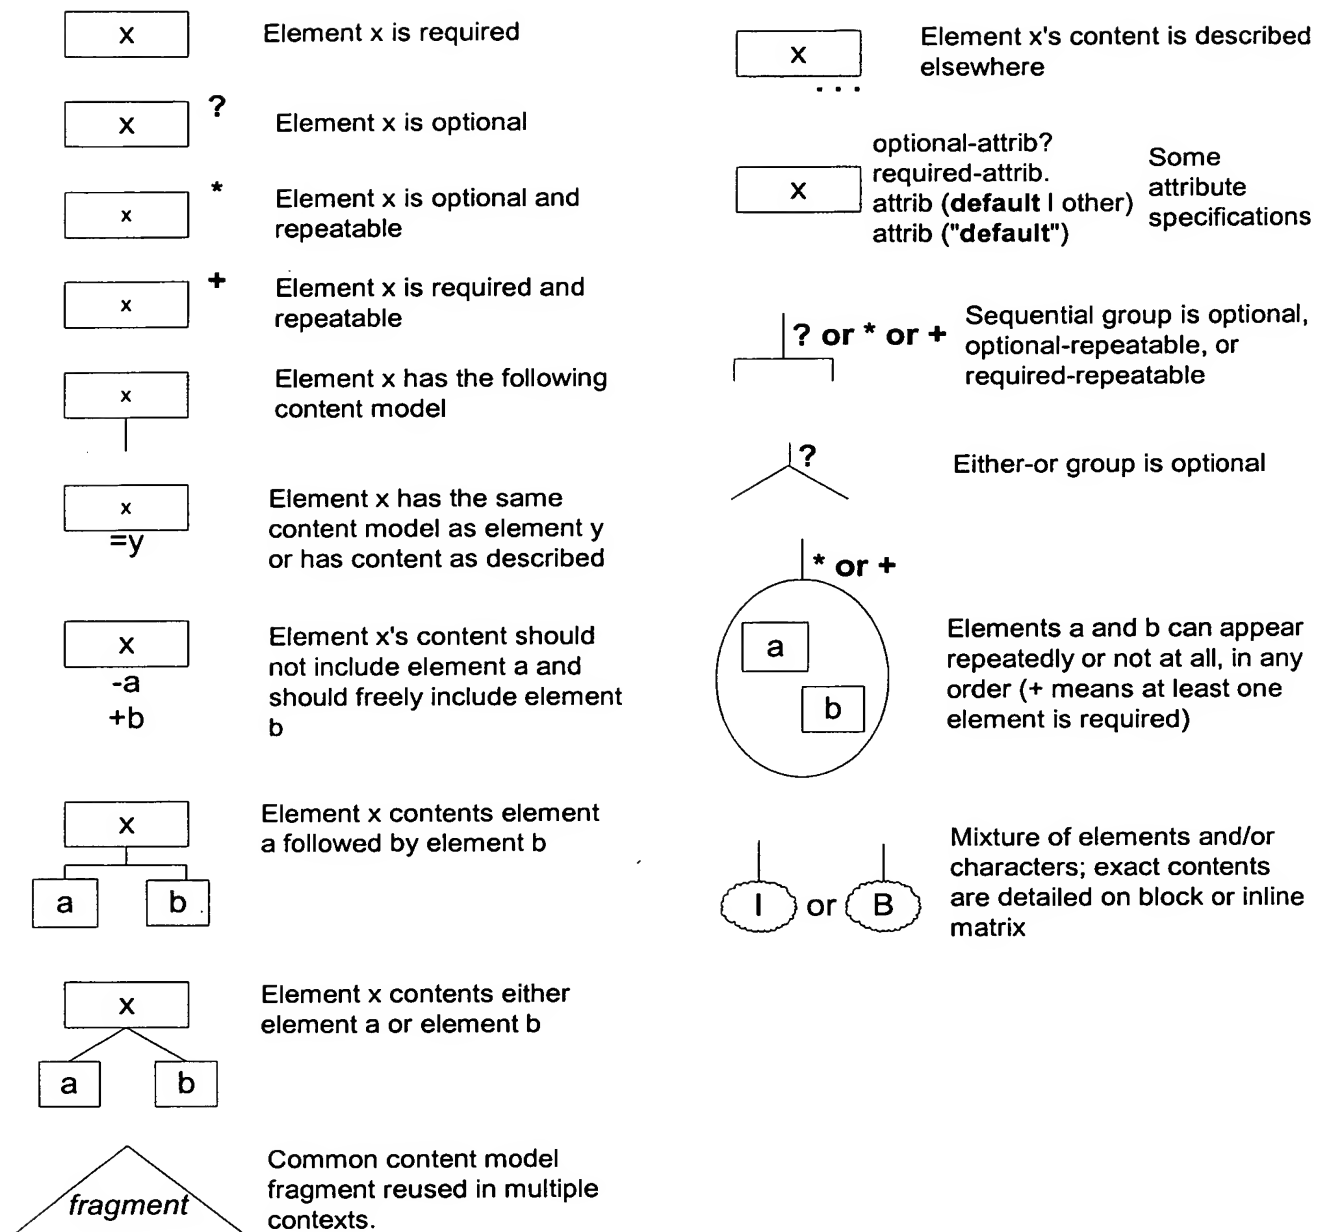 x
Element x is required
x ?
Element x is optional
x *
Element x is optional and
repeatable
x +
Element x is required and
repeatable
x
Element x has the following
content model
x
=y
Element x has the same
content model as element y
or has content as described
x
-a
+b
Element x's content should
not include element a and
should freely include element
b
x
a b
Element x contents element
a followed by element b
x
a b
Element x contents either
element a or element b
fragment
Common content model
fragment reused in multiple
contexts.
x
...
Element x's content is described
elsewhere
x
optional-attrib?
required-attrib.
attrib (default | other)
attrib ("default")
Some
attribute
specifications
? or * or +
Sequential group is optional,
optional-repeatable, or
required-repeatable
?
Either-or group is optional
* or +
a
b
Elements a and b can appear
repeatedly or not at all, in any
order (+ means at least one
element is required)
I or B
Mixture of elements and/or
characters; exact contents
are detailed on block or inline
matrix